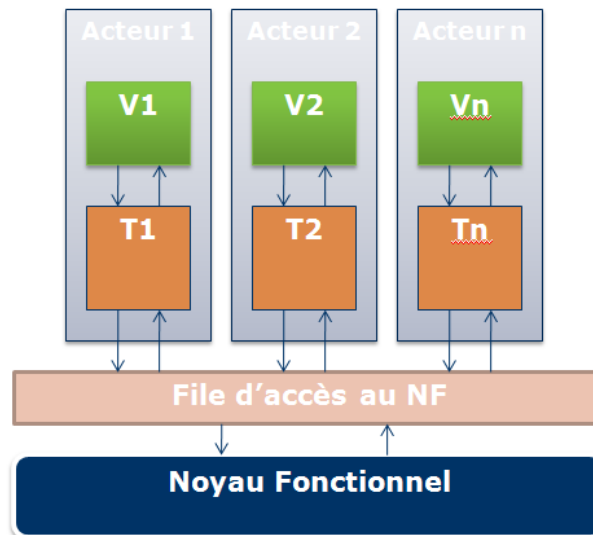 Acteur 1
Acteur 2
Acteur n
V1
V2
Vn
T1
T2
Tn
File d'accès au NF
Noyau Fonctionnel